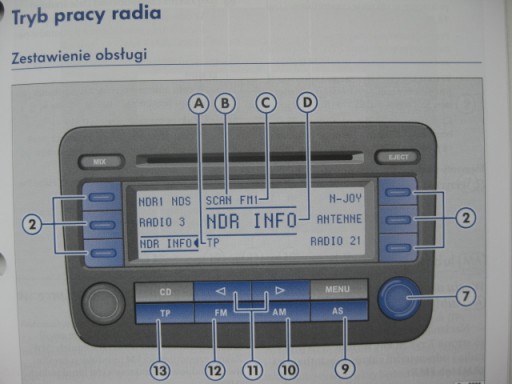 Tryb pracy radia
Zestawienie obsługi
A B C D
MIX EJECT
NDR1 NDS SCAN FM1 N-JOY
2 RADIO 3 NDR INFO ANTENNE 2
NDR INFO TP RADIO 21
CD MENU 7
TP FM AM AS
13 12 11 10 9